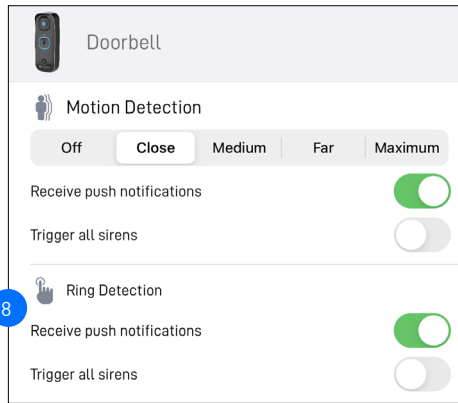 Doorbell
Motion Detection
Off Close Medium Far Maximum
Receive push notifications
Trigger all sirens
Ring Detection
8
Receive push notifications
Trigger all sirens